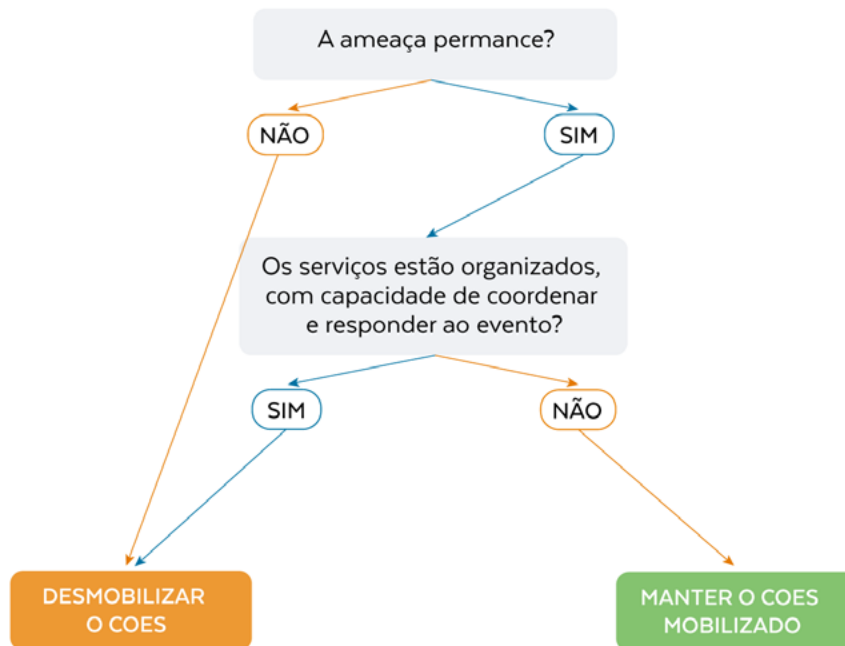 A ameaça permance?
NÃO
SIM
Os serviços estão organizados,
com capacidade de coordenar
e responder ao evento?
SIM
NÃO
DESMOBILIZAR
O COES
MANTER O COES
MOBILIZADO